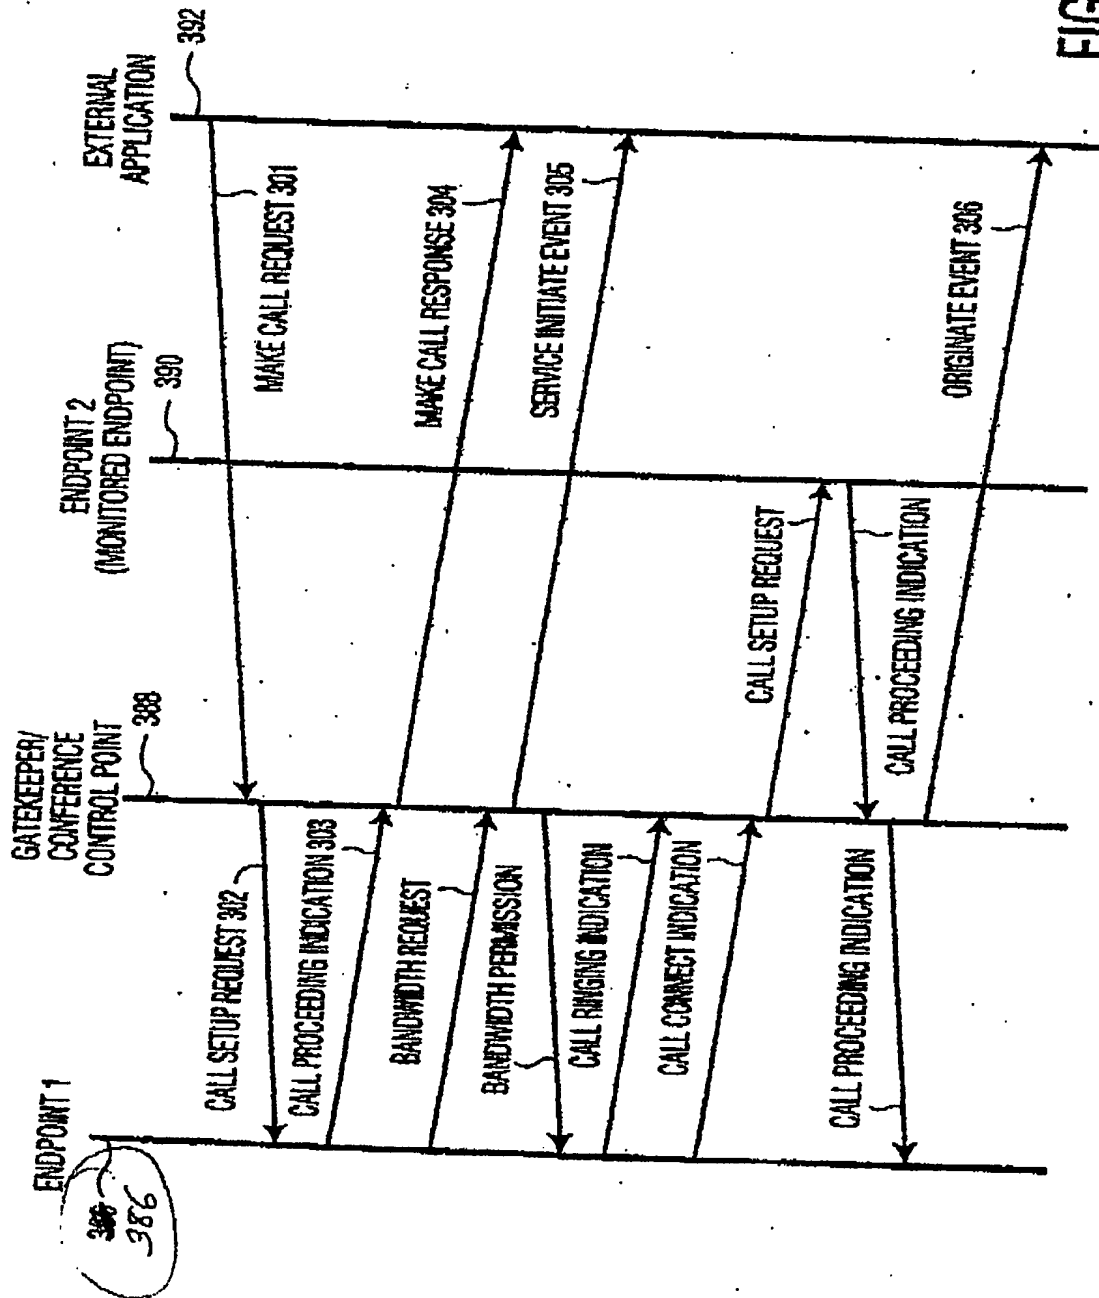 ENDPOINT 1
386
GATEKEEPER/
CONFERENCE
CONTROL POINT
388
ENDPOINT 2
(MONITORED ENDPOINT)
390
EXTERNAL
APPLICATION
392
MAKE CALL REQUEST 301
CALL SETUP REQUEST 302
CALL PROCEEDING INDICATION 303
MAKE CALL RESPONSE 304
BANDWIDTH REQUEST
SERVICE INITIATE EVENT 305
BANDWIDTH PERMISSION
CALL RINGING INDICATION
CALL CONNECT INDICATION
CALL SETUP REQUEST
CALL PROCEEDING INDICATION
CALL PROCEEDING INDICATION
ORIGINATE EVENT 306